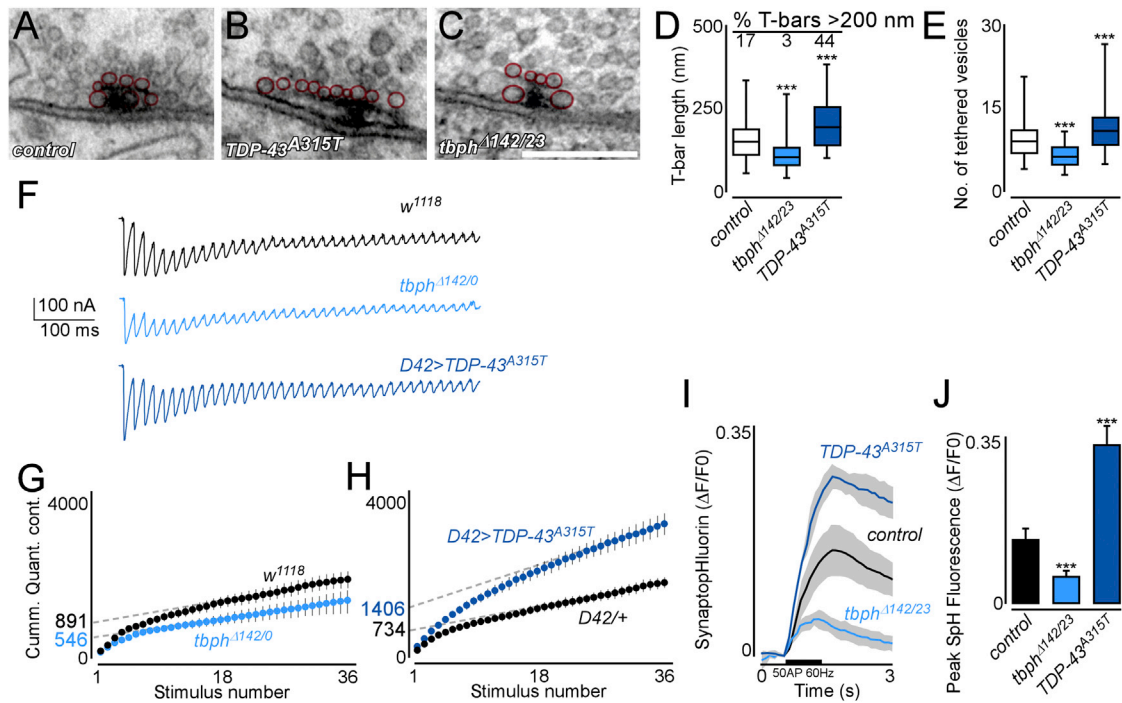 A
B
C
control
TDP-43A315T
tbphΔ142/23
D
% T-bars >200 nm
17 3 44
500
250
0
T-bar length (nm)
***
***
control
tbphΔ142/23
TDP-43A315T
E
30
15
0
No. of tethered vesicles
***
***
control
tbphΔ142/23
TDP-43A315T
F
w1118
tbphΔ142/0
D42>TDP-43A315T
100 nA
100 ms
G
4000
891
546
0
Cumm. Quant. cont.
w1118
tbphΔ142/0
1 18 36
Stimulus number
H
4000
1406
734
0
D42>TDP-43A315T
D42/+
1 18 36
Stimulus number
I
0.35
0
SynaptopHluorin (ΔF/F0)
TDP-43A315T
control
tbphΔ142/23
0 50AP 60Hz 3
Time (s)
J
0.35
0
Peak SpH Fluorescence (ΔF/F0)
***
***
control
tbphΔ142/23
TDP-43A315T